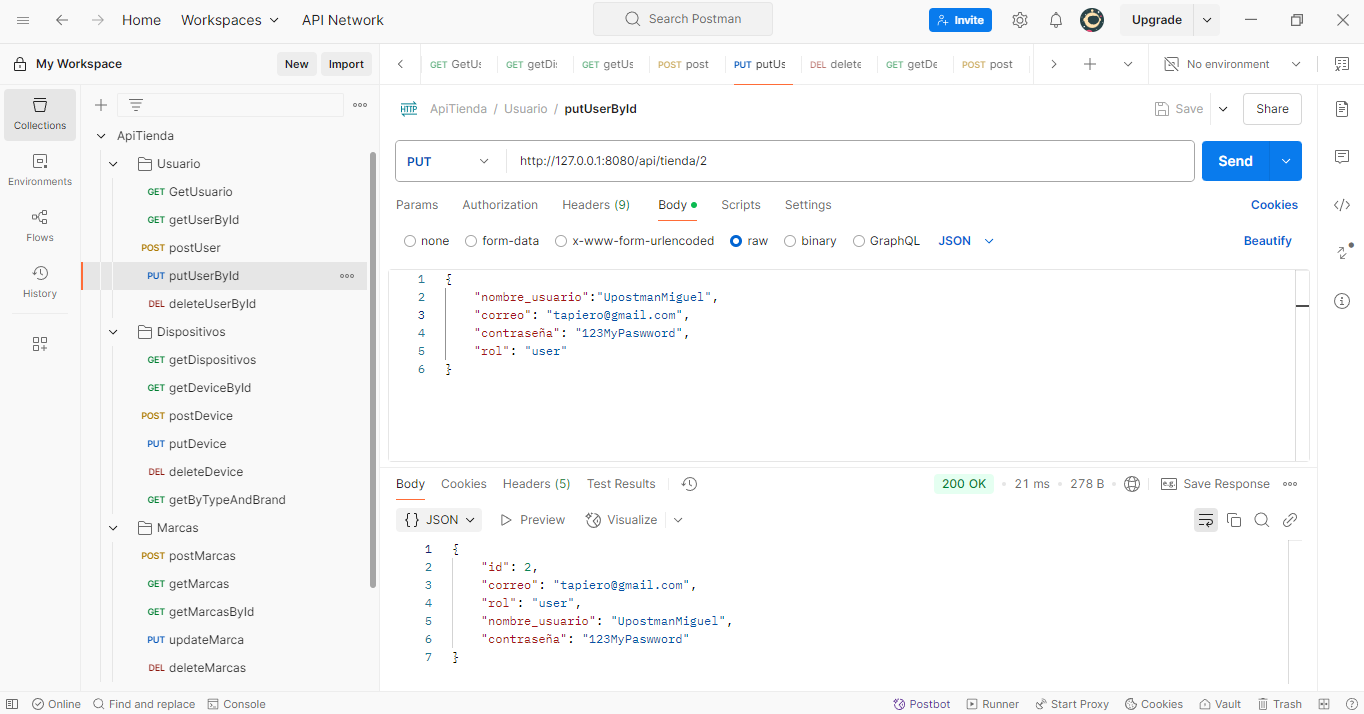 Home Workspaces API Network Search Postman Invite Upgrade
My Workspace New Import GET GetUs GET getDi: GET getUs POST post PUT putUs DEL delete GET getDe POST post No environment
Collections
Environments
Flows
History
ApiTienda
Usuario
GET GetUsuario
GET getUserById
POST postUser
PUT putUserById
DEL deleteUserById
Dispositivos
GET getDispositivos
GET getDeviceById
POST postDevice
PUT putDevice
DEL deleteDevice
GET getByTypeAndBrand
Marcas
POST postMarcas
GET getMarcas
GET getMarcasById
PUT updateMarca
DEL deleteMarcas
HTTP ApiTienda / Usuario / putUserById Save Share
PUT http://127.0.0.1:8080/api/tienda/2 Send
Params Authorization Headers (9) Body Scripts Settings Cookies
none form-data x-www-form-urlencoded raw binary GraphQL JSON Beautify
1 {
2 "nombre_usuario":"UpostmanMiguel",
3 "correo": "tapiero@gmail.com",
4 "contraseña": "123MyPaswword",
5 "rol": "user"
6 }
Body Cookies Headers (5) Test Results 200 OK 21 ms 278 B e.g. Save Response
{} JSON Preview Visualize
1 {
2 "id": 2,
3 "correo": "tapiero@gmail.com",
4 "rol": "user",
5 "nombre_usuario": "UpostmanMiguel",
6 "contraseña": "123MyPaswword"
7 }
Online Find and replace Console Postbot Runner Start Proxy Cookies Vault Trash